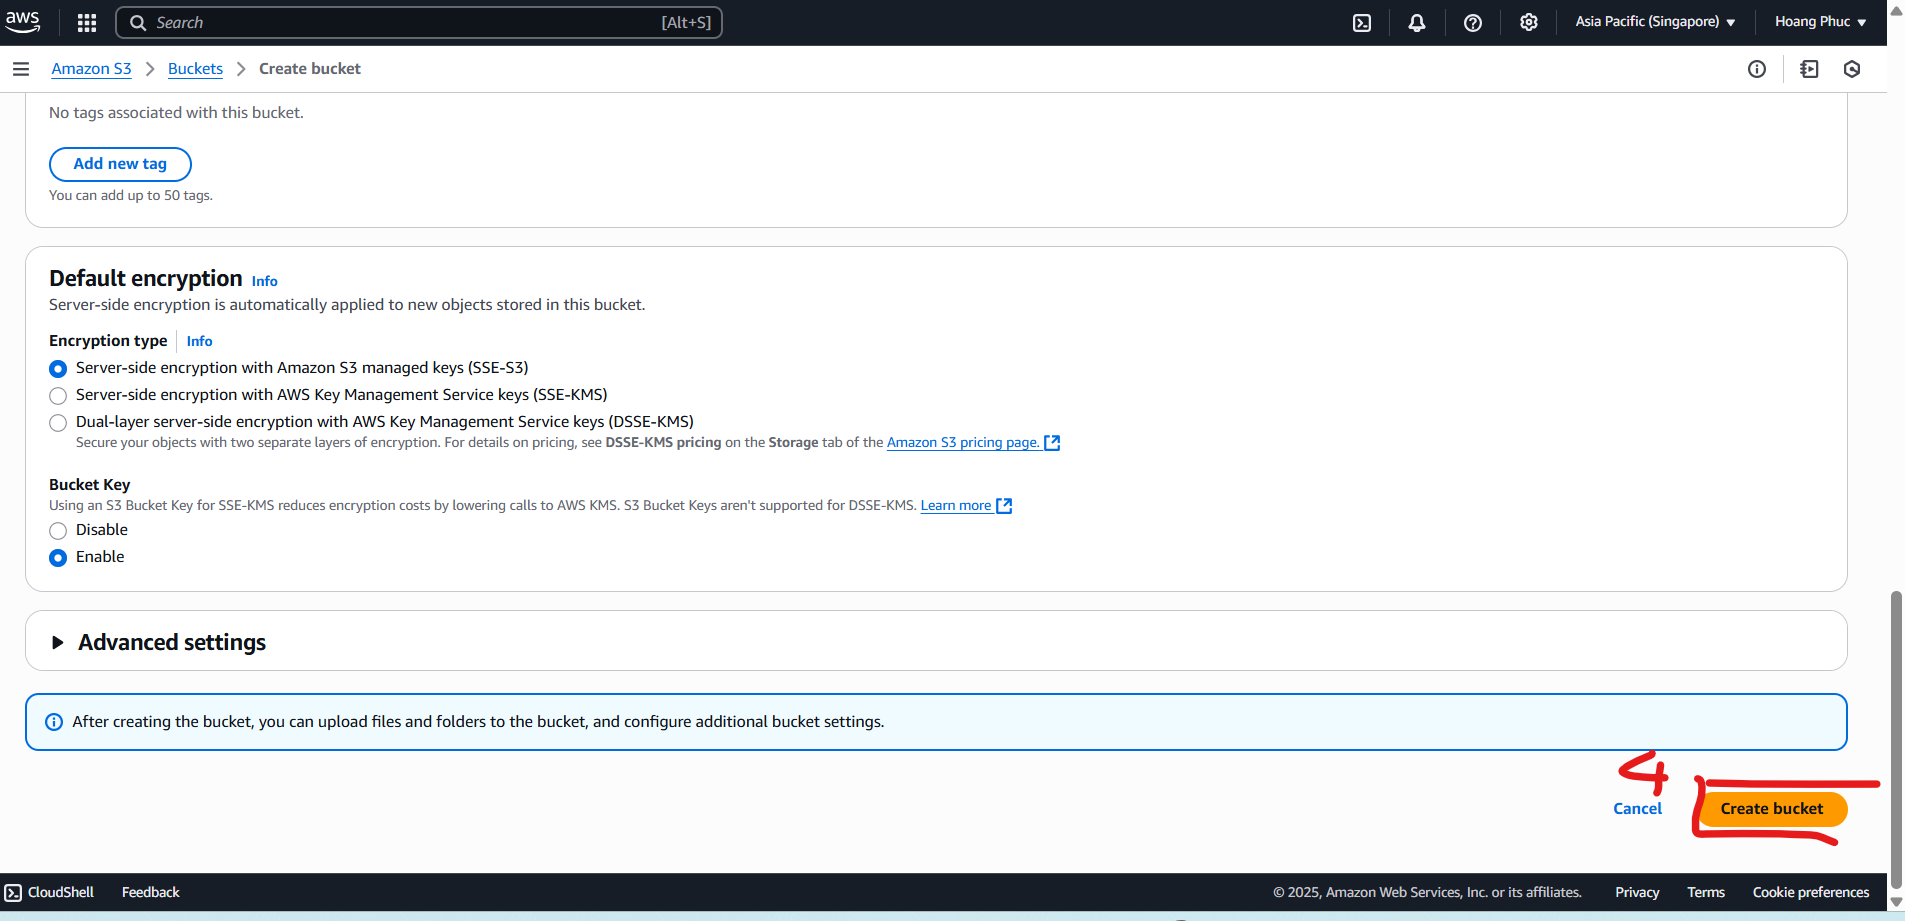 aws Search [Alt+S] Asia Pacific (Singapore) Hoang Phuc
Amazon S3 Buckets Create bucket
No tags associated with this bucket.
Add new tag
You can add up to 50 tags.
Default encryption Info
Server-side encryption is automatically applied to new objects stored in this bucket.
Encryption type Info
Server-side encryption with Amazon S3 managed keys (SSE-S3)
Server-side encryption with AWS Key Management Service keys (SSE-KMS)
Dual-layer server-side encryption with AWS Key Management Service keys (DSSE-KMS)
Secure your objects with two separate layers of encryption. For details on pricing, see DSSE-KMS pricing on the Storage tab of the Amazon S3 pricing page.
Bucket Key
Using an S3 Bucket Key for SSE-KMS reduces encryption costs by lowering calls to AWS KMS. S3 Bucket Keys aren't supported for DSSE-KMS. Learn more
Disable
Enable
Advanced settings
After creating the bucket, you can upload files and folders to the bucket, and configure additional bucket settings.
4
Cancel Create bucket
CloudShell Feedback © 2025, Amazon Web Services, Inc. or its affiliates. Privacy Terms Cookie preferences